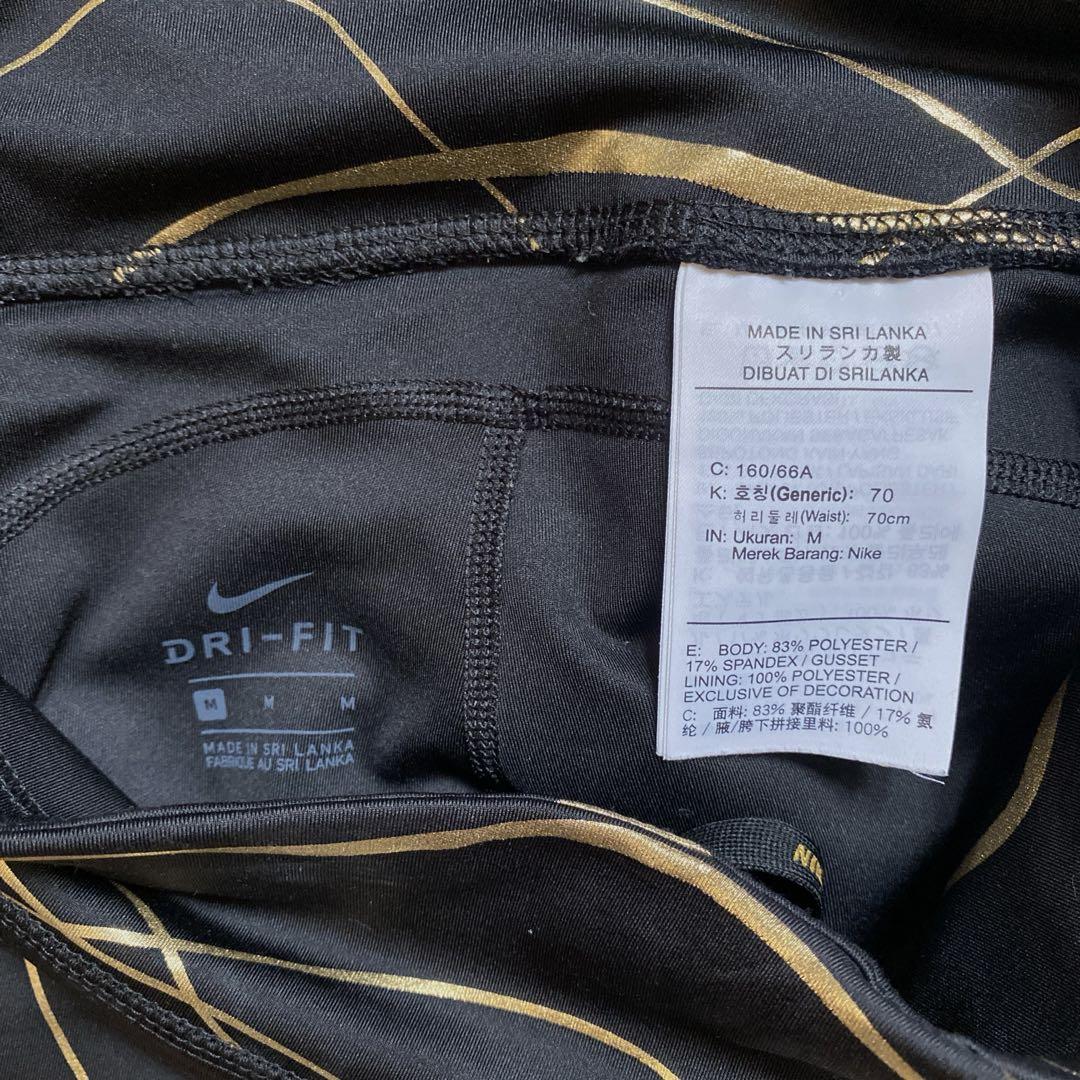 MADE IN SRI LANKA
スリランカ製
DIBUAT DI SRILANKA
C: 160/66A
K: 호칭(Generic): 70
허리둘레(Waist): 70cm
IN: Ukuran: M
Merek Barang: Nike
E: BODY: 83% POLYESTER /
17% SPANDEX / GUSSET
LINING: 100% POLYESTER /
EXCLUSIVE OF DECORATION
C: 面料: 83% 聚酯纤维 / 17% 氨
纶 / 腋/胯下拼接里料: 100%
DRI-FIT
M M M
MADE IN SRI LANKA
FABRIQUÉ AU SRI LANKA